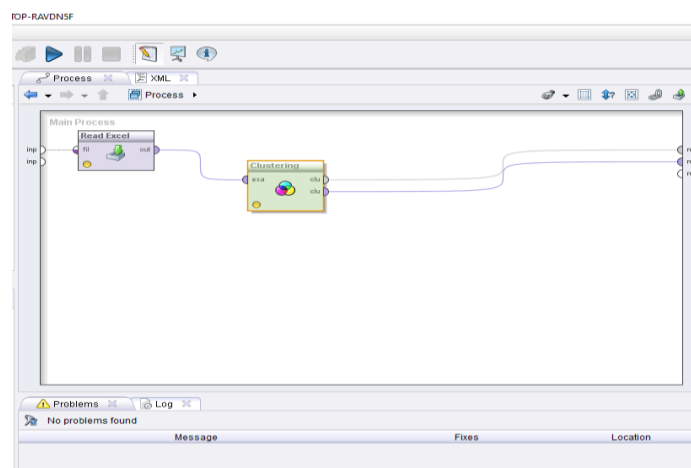 TOP-RAVDN5F
Process
XML
Process
Main Process
Read Excel
inp
fil
out
inp
Clustering
exa
clu
clu
Problems
Log
No problems found
Message Fixes Location